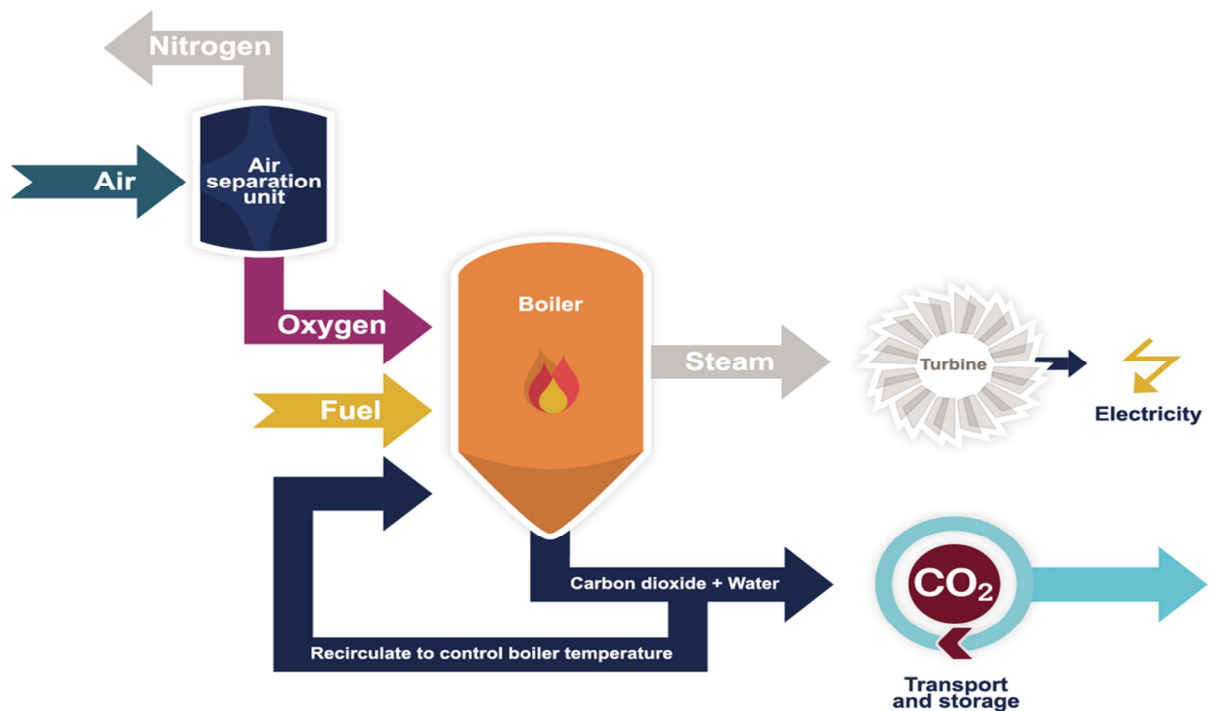 Nitrogen
Air
Air
separation
unit
Oxygen
Boiler
Fuel
Steam
Turbine
Electricity
Carbon dioxide + Water
CO₂
Recirculate to control boiler temperature
Transport
and storage